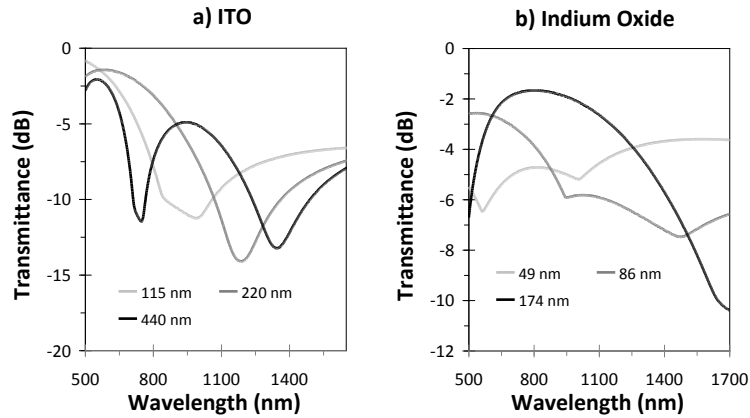 a) ITO
Transmittance (dB)
0
-5
-10
-15
-20
115 nm
220 nm
440 nm
500
800
1100
1400
Wavelength (nm)
b) Indium Oxide
Transmittance (dB)
0
-2
-4
-6
-8
-10
-12
49 nm
86 nm
174 nm
500
800
1100
1400
1700
Wavelength (nm)